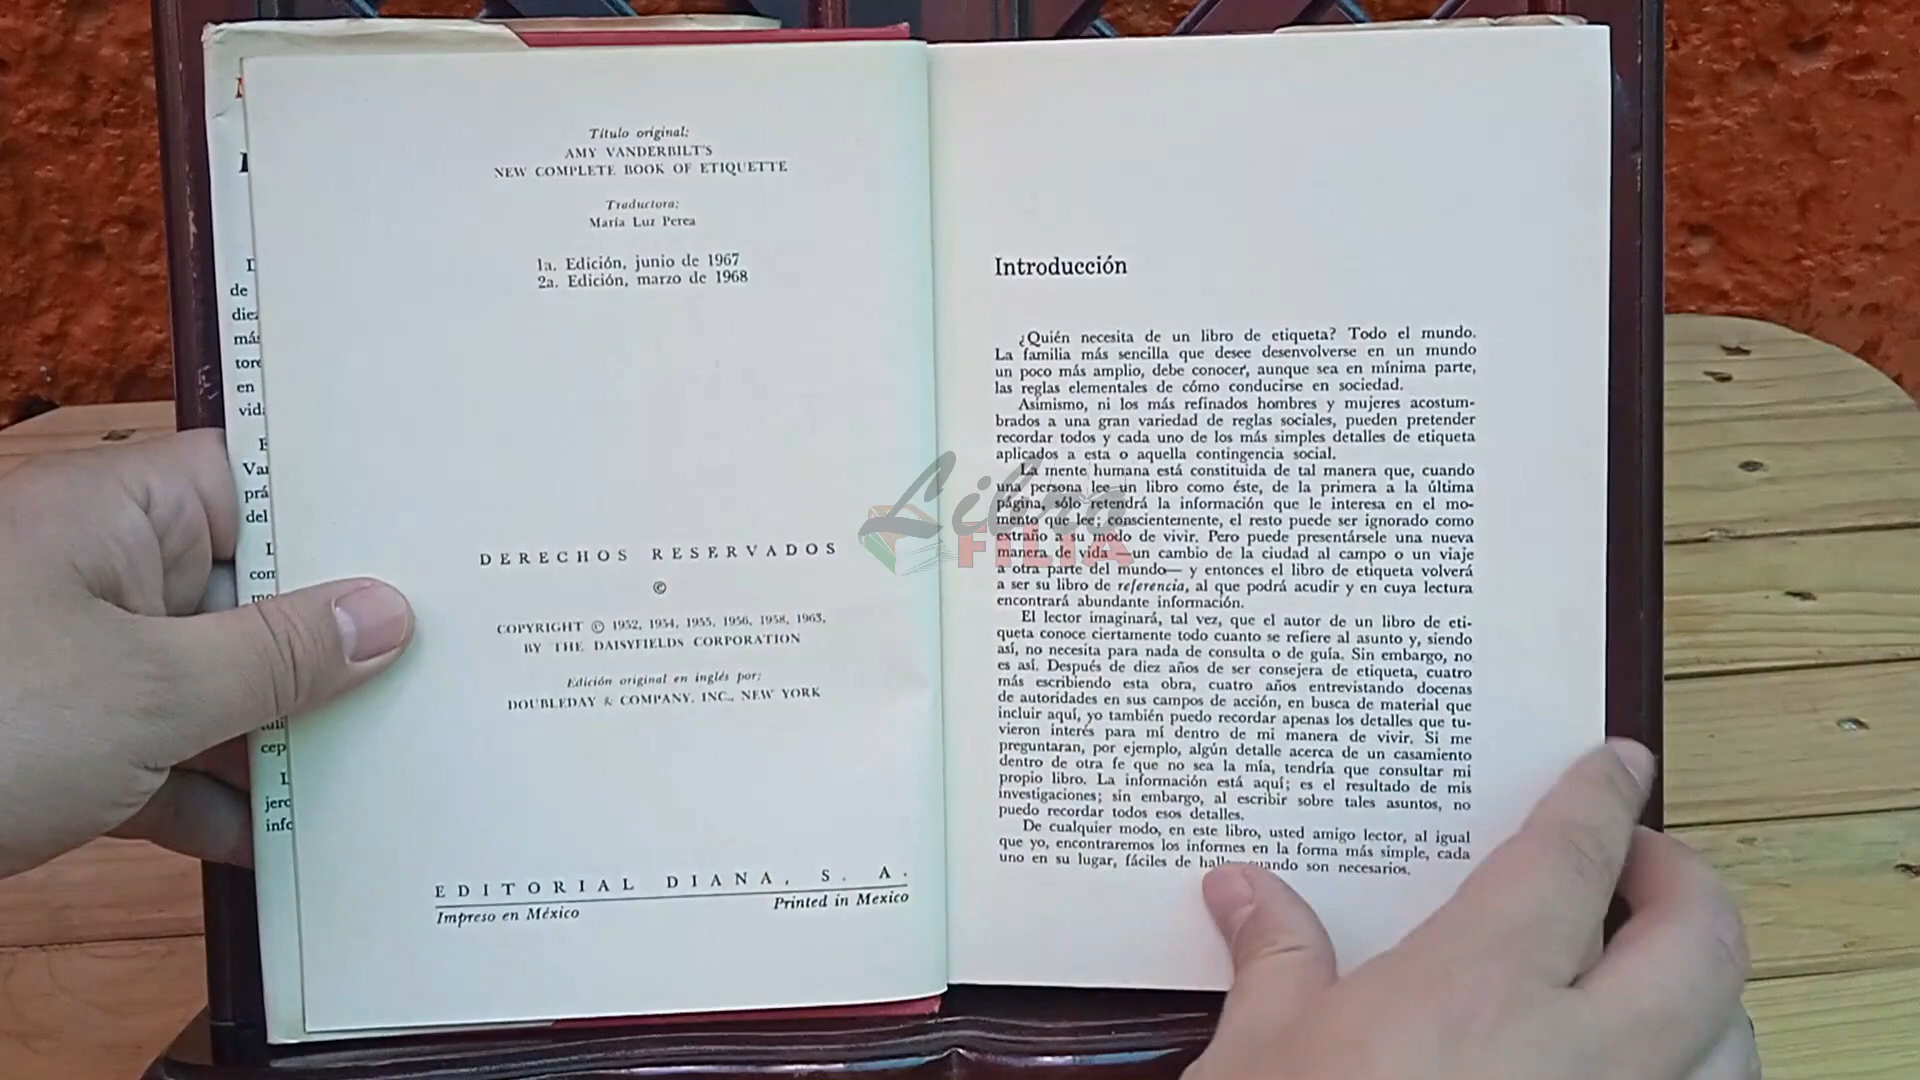 Título original:
AMY VANDERBILT'S
NEW COMPLETE BOOK OF ETIQUETTE
Traductora:
María Luz Perea
1a. Edición, junio de 1967
2a. Edición, marzo de 1968
DERECHOS RESERVADOS
©
COPYRIGHT © 1952, 1954, 1955, 1956, 1958, 1963,
BY THE DAISYFIELDS CORPORATION
Edición original en inglés por:
DOUBLEDAY & COMPANY, INC., NEW YORK
EDITORIAL DIANA, S. A.
Impreso en México Printed in Mexico
Introducción
¿Quién necesita de un libro de etiqueta? Todo el mundo.
La familia más sencilla que desee desenvolverse en un mundo
un poco más amplio, debe conocer, aunque sea en mínima parte,
las reglas elementales de cómo conducirse en sociedad.
Asimismo, ni los más refinados hombres y mujeres acostum-
brados a una gran variedad de reglas sociales, pueden pretender
recordar todos y cada uno de los más simples detalles de etiqueta
aplicados a esta o aquella contingencia social.
La mente humana está constituida de tal manera que, cuando
una persona lee un libro como éste, de la primera a la última
página, sólo retendrá la información que le interesa en el mo-
mento que lee; conscientemente, el resto puede ser ignorado como
extraño a su modo de vivir. Pero puede presentársele una nueva
manera de vida —un cambio de la ciudad al campo o un viaje
a otra parte del mundo— y entonces el libro de etiqueta volverá
a ser su libro de referencia, al que podrá acudir y en cuya lectura
encontrará abundante información.
El lector imaginará, tal vez, que el autor de un libro de eti-
queta conoce ciertamente todo cuanto se refiere al asunto y, siendo
así, no necesita para nada de consulta o de guía. Sin embargo, no
es así. Después de diez años de ser consejera de etiqueta, cuatro
más escribiendo esta obra, cuatro años entrevistando docenas
de autoridades en sus campos de acción, en busca de material que
incluir aquí, yo también puedo recordar apenas los detalles que tu-
vieron interés para mí dentro de mi manera de vivir. Si me
preguntaran, por ejemplo, algún detalle acerca de un casamiento
dentro de otra fe que no sea la mía, tendría que consultar mi
propio libro. La información está aquí; es el resultado de mis
investigaciones; sin embargo, al escribir sobre tales asuntos, no
puedo recordar todos esos detalles.
De cualquier modo, en este libro, usted amigo lector, al igual
que yo, encontraremos los informes en la forma más simple, cada
uno en su lugar, fáciles de cuando son necesarios.
Libro
FILIA